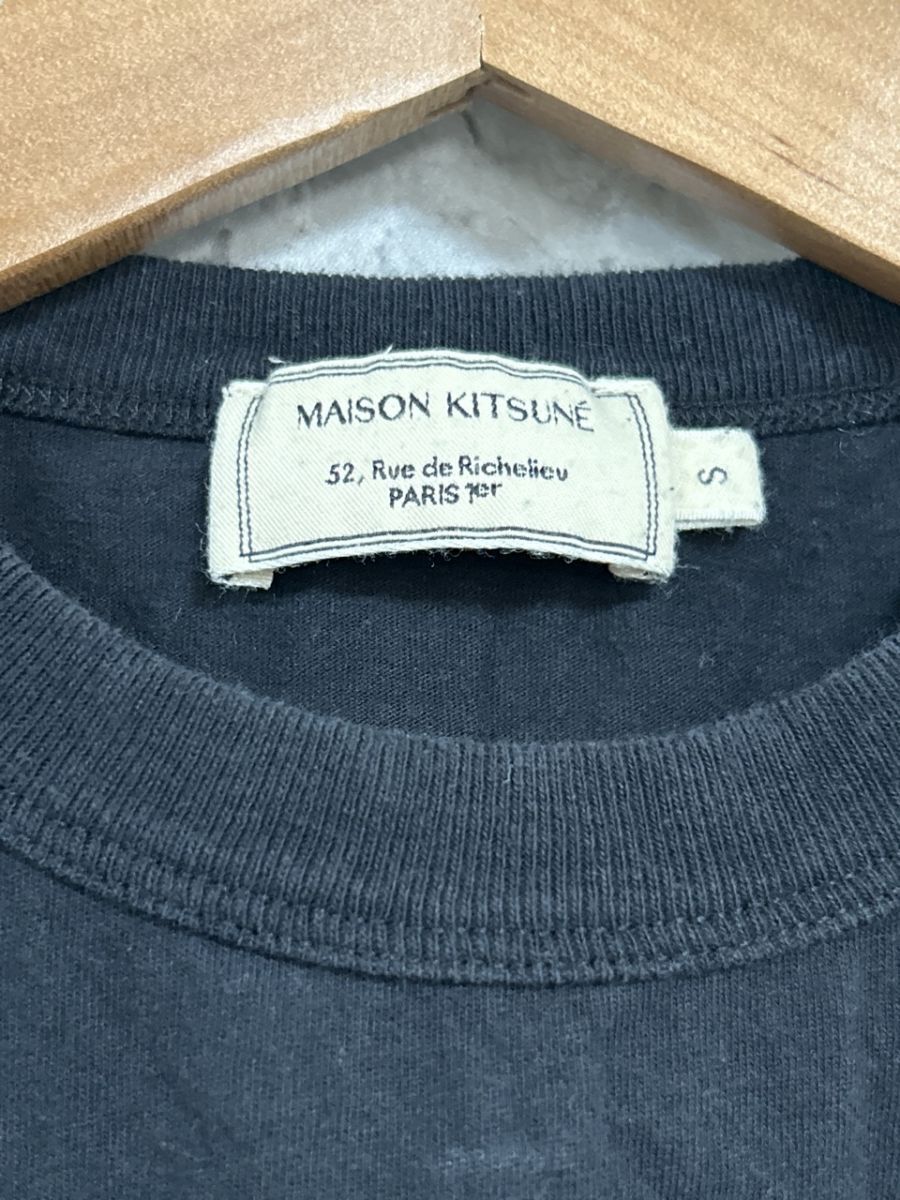 MAISON KITSUNÉ
52, Rue de Richelieu
PARIS 1er
S